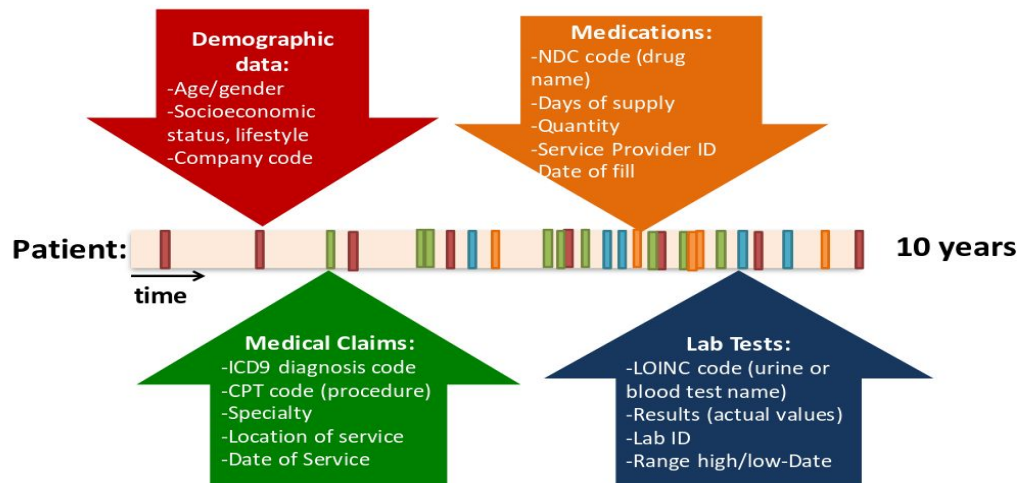 Demographic
data:
-Age/gender
-Socioeconomic
status, lifestyle
-Company code
Medications:
-NDC code (drug
name)
-Days of supply
-Quantity
-Service Provider ID
-Date of fill
Patient:
10 years
time
Medical Claims:
-ICD9 diagnosis code
-CPT code (procedure)
-Specialty
-Location of service
-Date of Service
Lab Tests:
-LOINC code (urine or
blood test name)
-Results (actual values)
-Lab ID
-Range high/low-Date